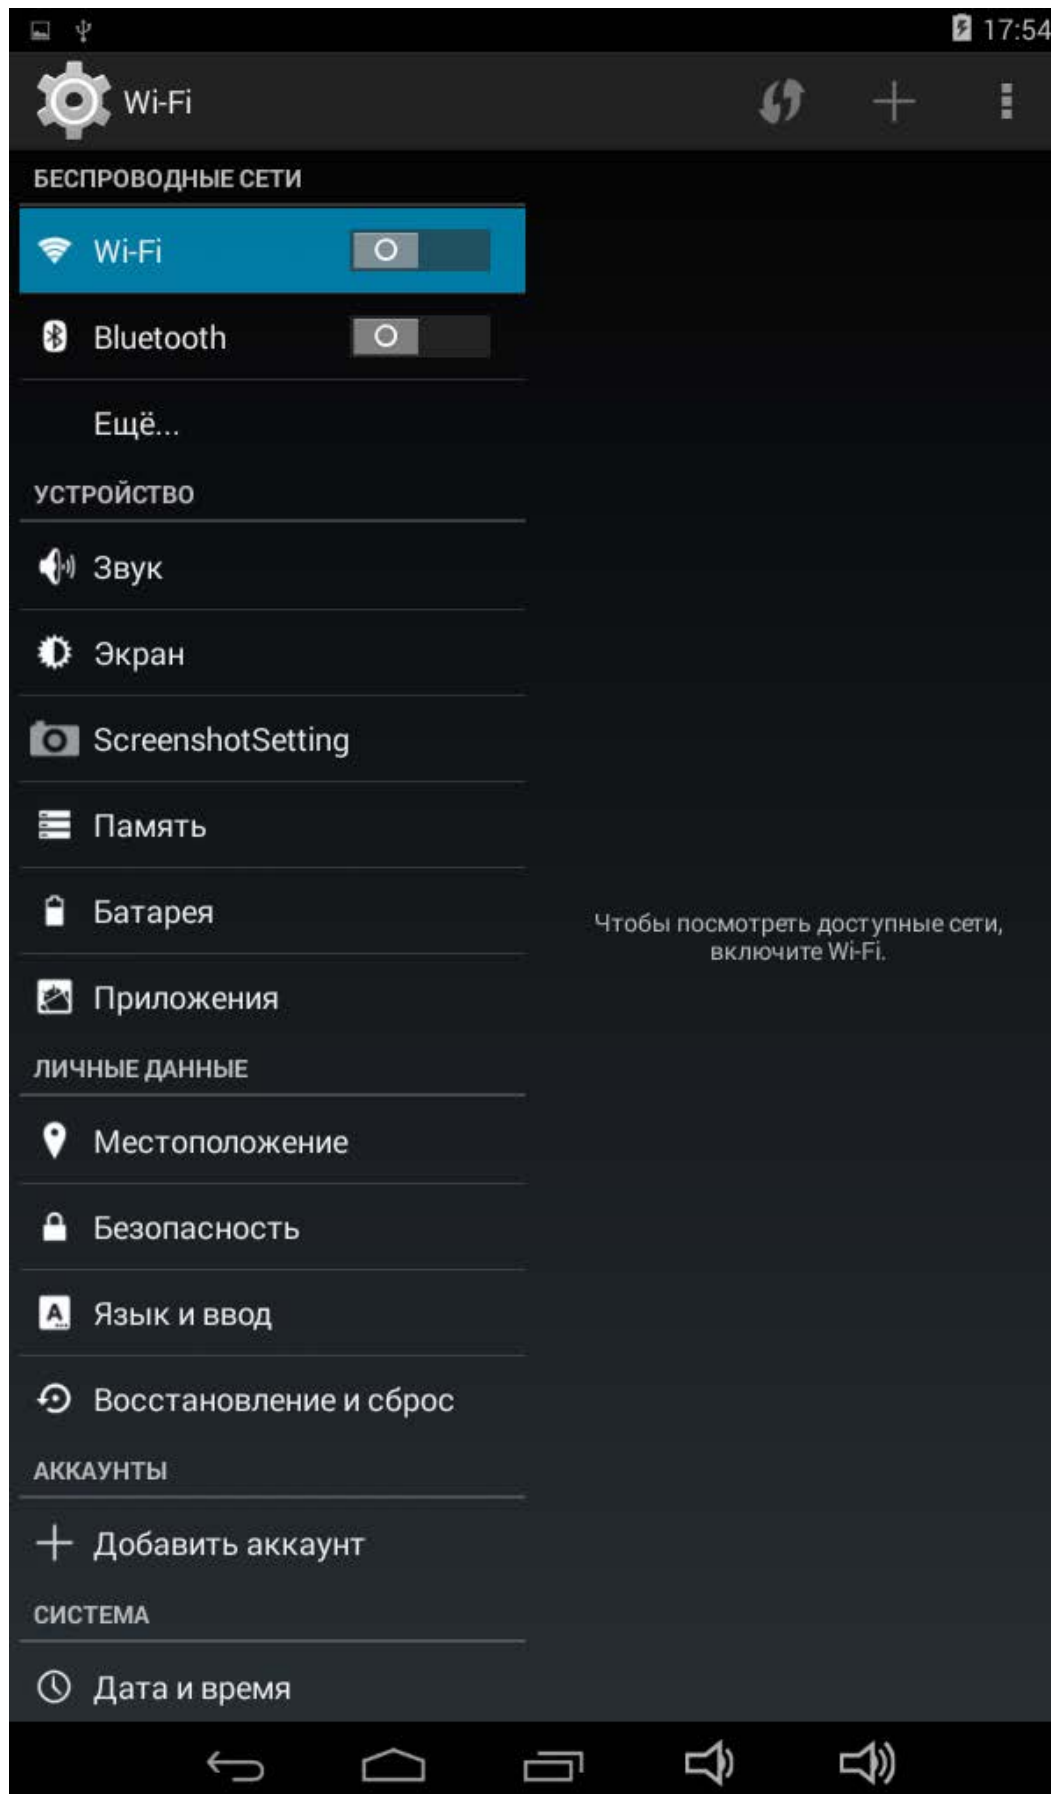 17:54
Wi-Fi
БЕСПРОВОДНЫЕ СЕТИ
Wi-Fi
Bluetooth
Ещё...
УСТРОЙСТВО
Звук
Экран
ScreenshotSetting
Память
Батарея
Приложения
ЛИЧНЫЕ ДАННЫЕ
Местоположение
Безопасность
Язык и ввод
Восстановление и сброс
АККАУНТЫ
Добавить аккаунт
СИСТЕМА
Дата и время
Чтобы посмотреть доступные сети,
включите Wi-Fi.